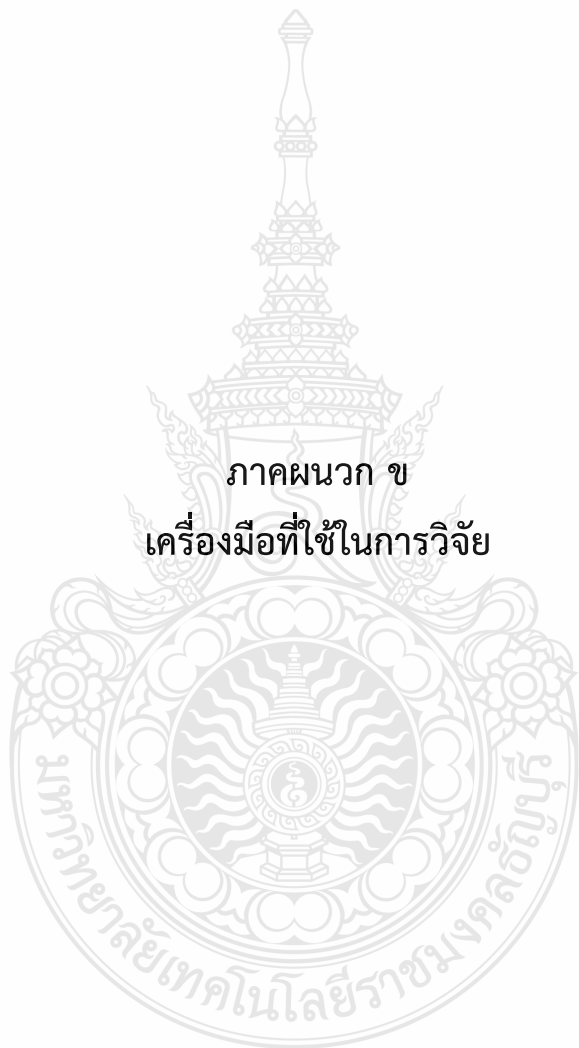 ภาคผนวก ข
เครื่องมือที่ใช้ในการวิจัย
มหาวิทยาลัยเทคโนโลยีราชมงคลธัญบุรี